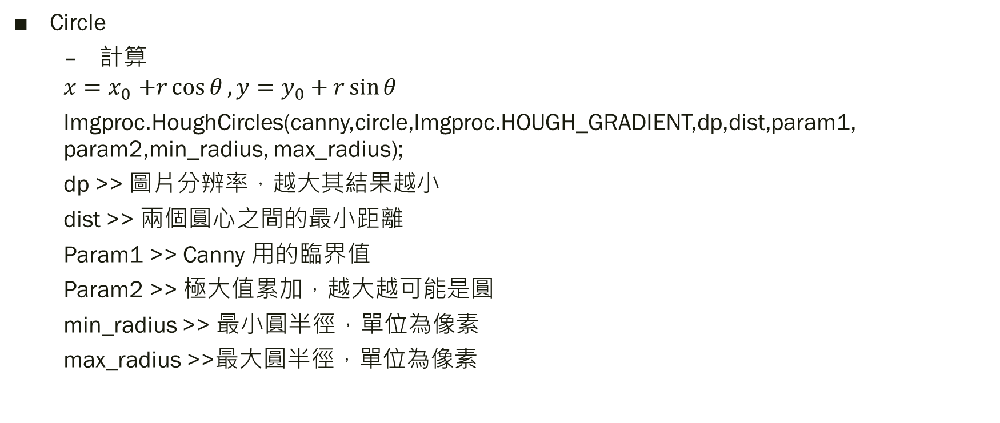 ■ Circle
– 計算
x = x₀ +r cos θ , y = y₀ + r sin θ
Imgproc.HoughCircles(canny,circle,Imgproc.HOUGH_GRADIENT,dp,dist,param1,
param2,min_radius, max_radius);
dp >> 圖片分辨率，越大其結果越小
dist >> 兩個圓心之間的最小距離
Param1 >> Canny 用的臨界值
Param2 >> 極大值累加，越大越可能是圓
min_radius >> 最小圓半徑，單位為像素
max_radius >>最大圓半徑，單位為像素